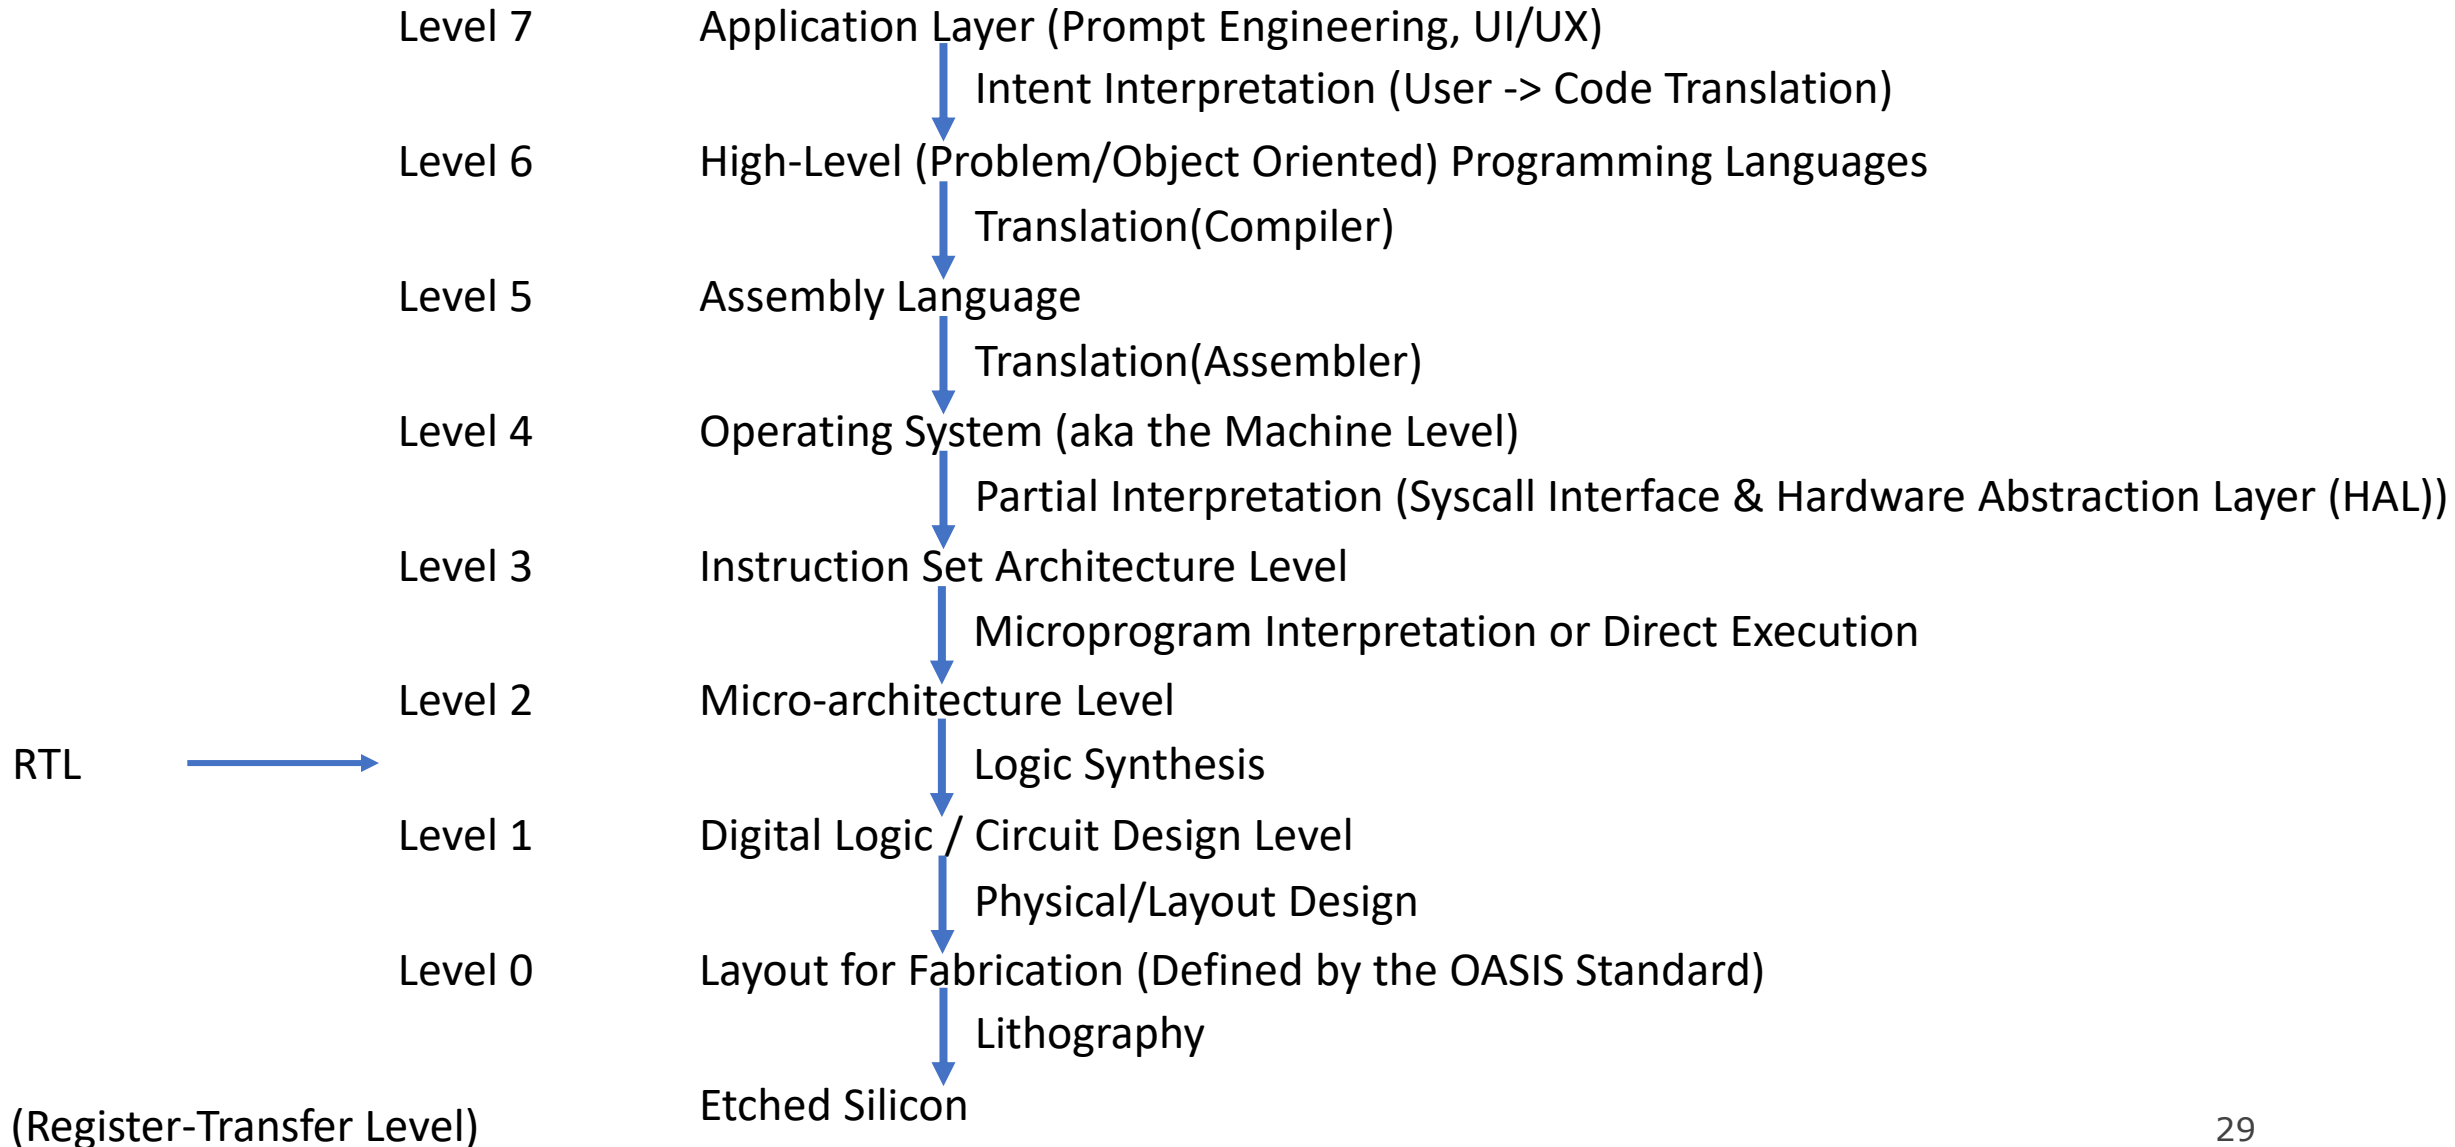 Level 7 Application Layer (Prompt Engineering, UI/UX)
Intent Interpretation (User -> Code Translation)
Level 6 High-Level (Problem/Object Oriented) Programming Languages
Translation(Compiler)
Level 5 Assembly Language
Translation(Assembler)
Level 4 Operating System (aka the Machine Level)
Partial Interpretation (Syscall Interface & Hardware Abstraction Layer (HAL))
Level 3 Instruction Set Architecture Level
Microprogram Interpretation or Direct Execution
Level 2 Micro-architecture Level
RTL Logic Synthesis
Level 1 Digital Logic / Circuit Design Level
Physical/Layout Design
Level 0 Layout for Fabrication (Defined by the OASIS Standard)
Lithography
Etched Silicon
(Register-Transfer Level)
29